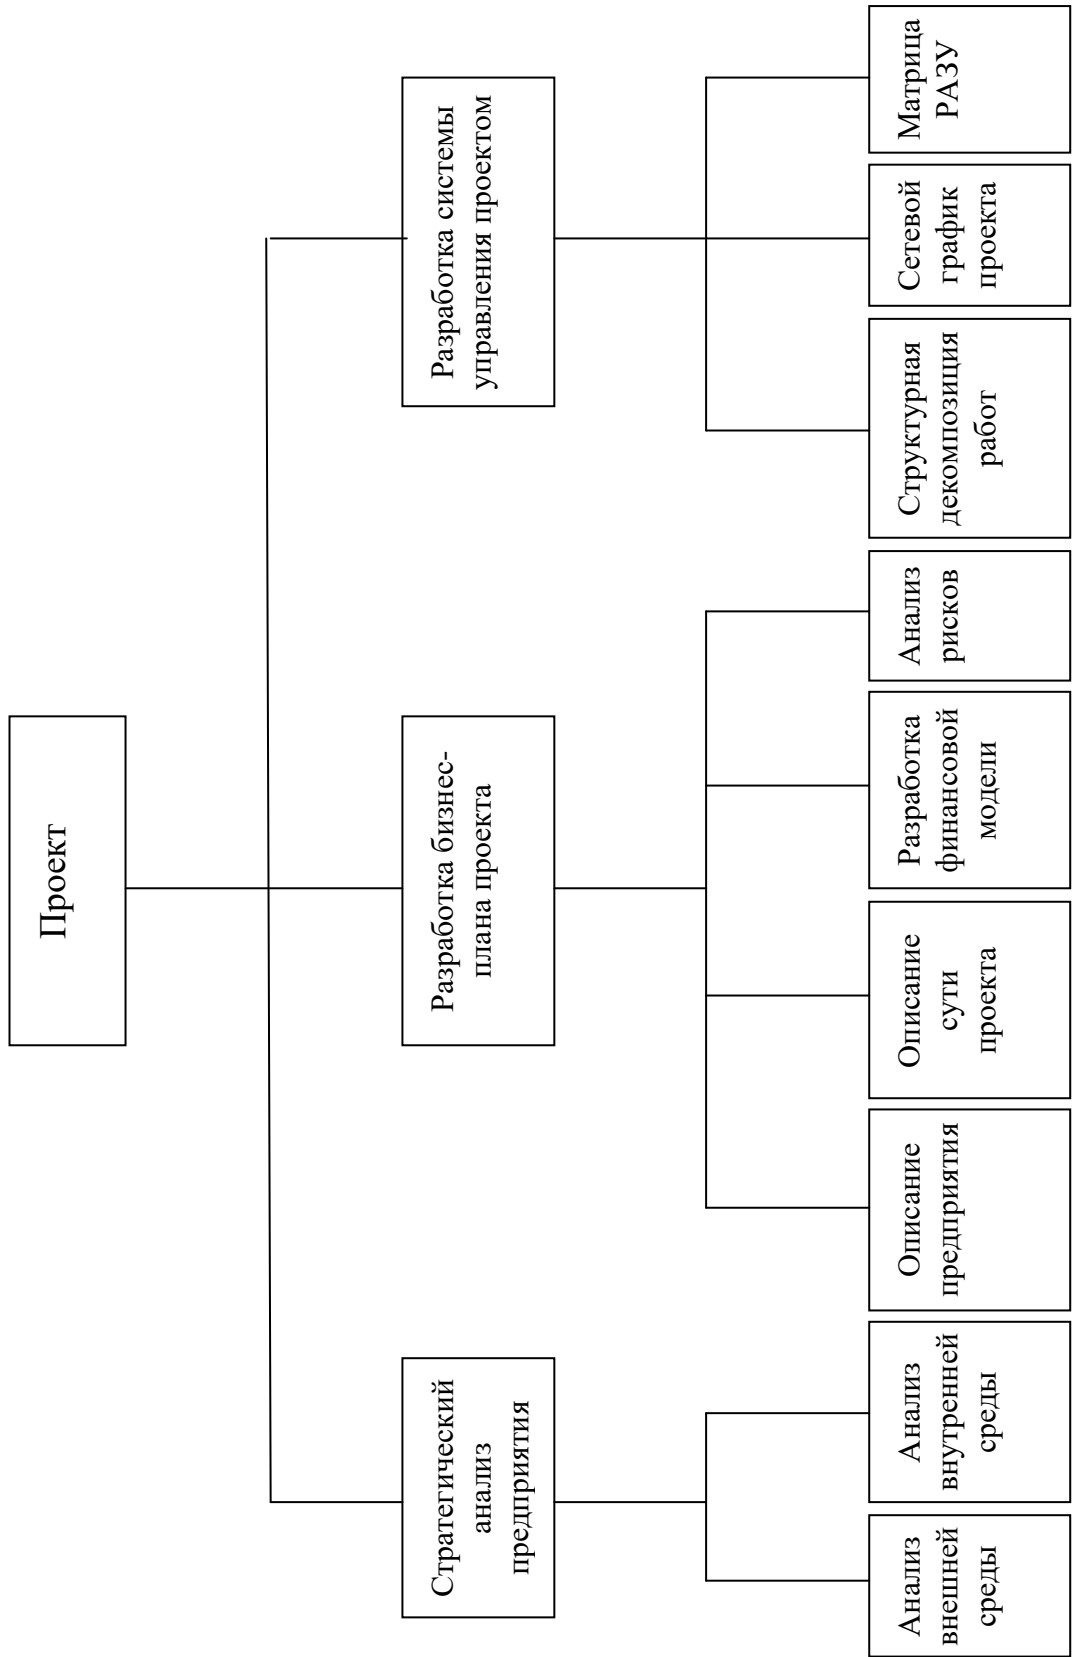 Проект
Стратегический
анализ
предприятия
Разработка бизнес-
плана проекта
Разработка системы
управления проектом
Анализ
внешней
среды
Анализ
внутренней
среды
Описание
предприятия
Описание
сути
проекта
Разработка
финансовой
модели
Анализ
рисков
Структурная
декомпозиция
работ
Сетевой
график
проекта
Матрица
РАЗУ